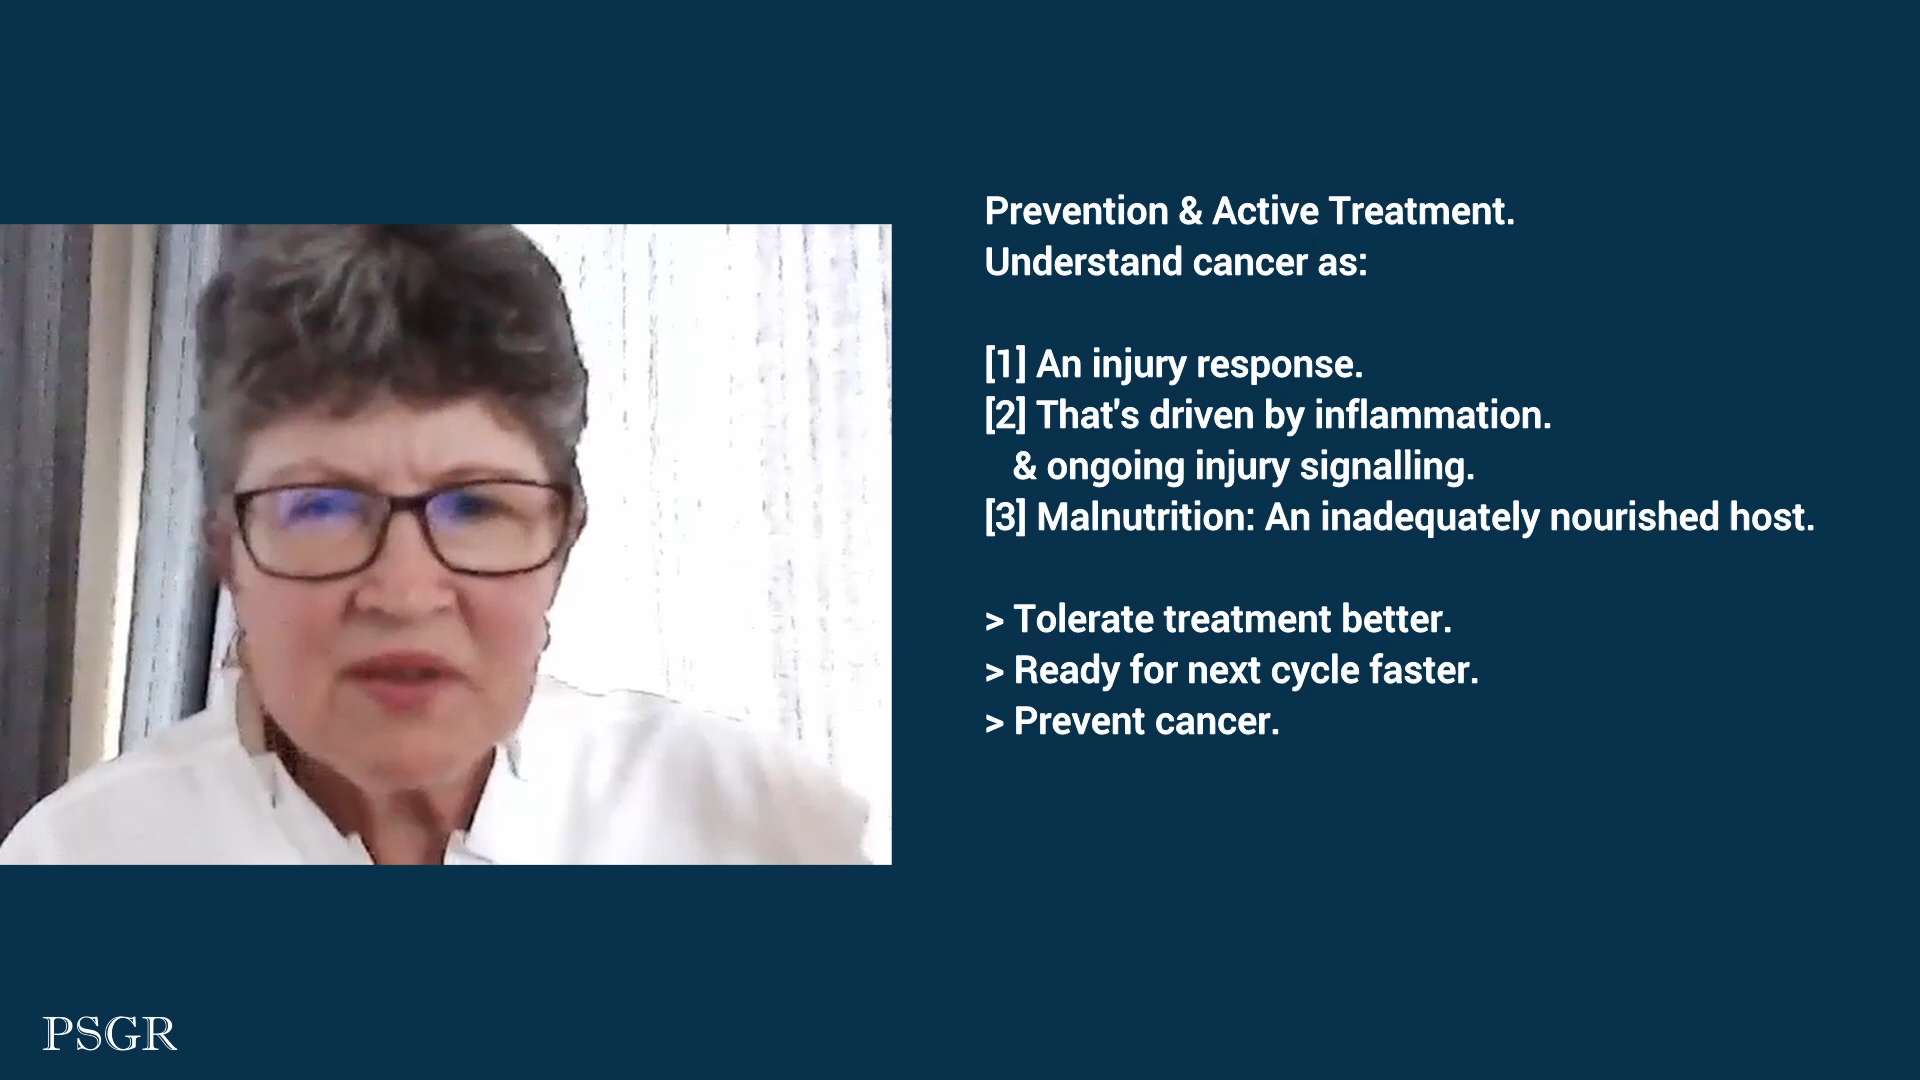 Prevention & Active Treatment.
Understand cancer as:
[1] An injury response.
[2] That's driven by inflammation.
& ongoing injury signalling.
[3] Malnutrition: An inadequately nourished host.
> Tolerate treatment better.
> Ready for next cycle faster.
> Prevent cancer.
PSGR